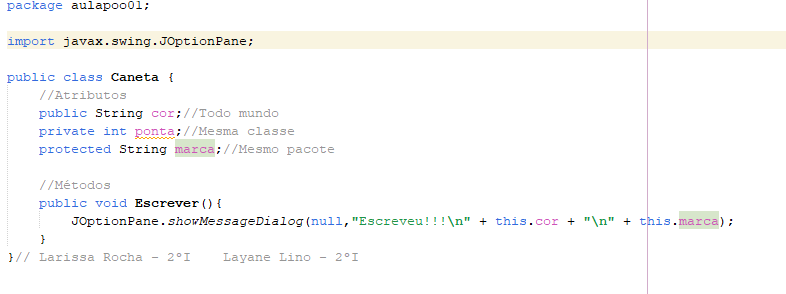 package aulapoo01;
import javax.swing.JOptionPane;
public class Caneta {
//Atributos
public String cor;//Todo mundo
private int ponta;//Mesma classe
protected String marca;//Mesmo pacote
//Métodos
public void Escrever(){
JOptionPane.showMessageDialog(null,"Escreveu!!!\n" + this.cor + "\n" + this.marca);
}
}// Larissa Rocha - 2°I    Layane Lino - 2°I